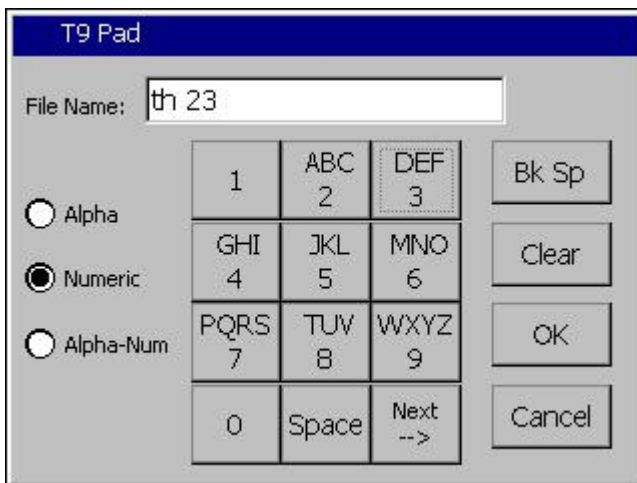 T9 Pad
File Name: th 23
Alpha
Numeric
Alpha-Num
1
ABC
2
DEF
3
GHI
4
JKL
5
MNO
6
PQRS
7
TUV
8
WXYZ
9
0
Space
Next
-->
Bk Sp
Clear
OK
Cancel